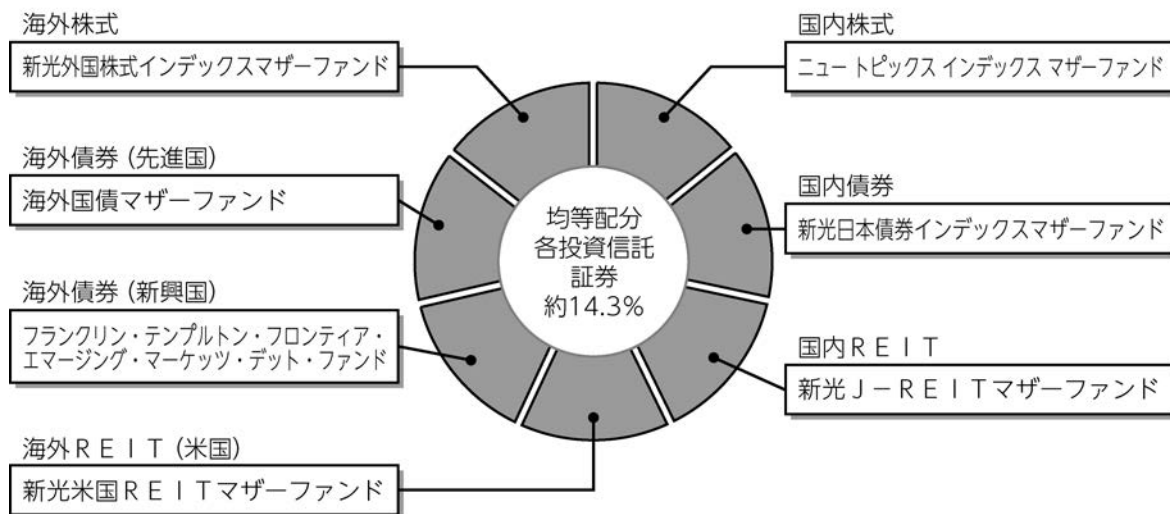 海外株式
新光外国株式インデックスマザーファンド
海外債券(先進国)
海外国債マザーファンド
海外債券(新興国)
フランクリン・テンプルトン・フロンティア・
エマージング・マーケッツ・デット・ファンド
海外REIT(米国)
新光米国REITマザーファンド
均等配分
各投資信託
証券
約14.3%
国内株式
ニュー トピックス インデックス マザーファンド
国内債券
新光日本債券インデックスマザーファンド
国内REIT
新光J-REITマザーファンド